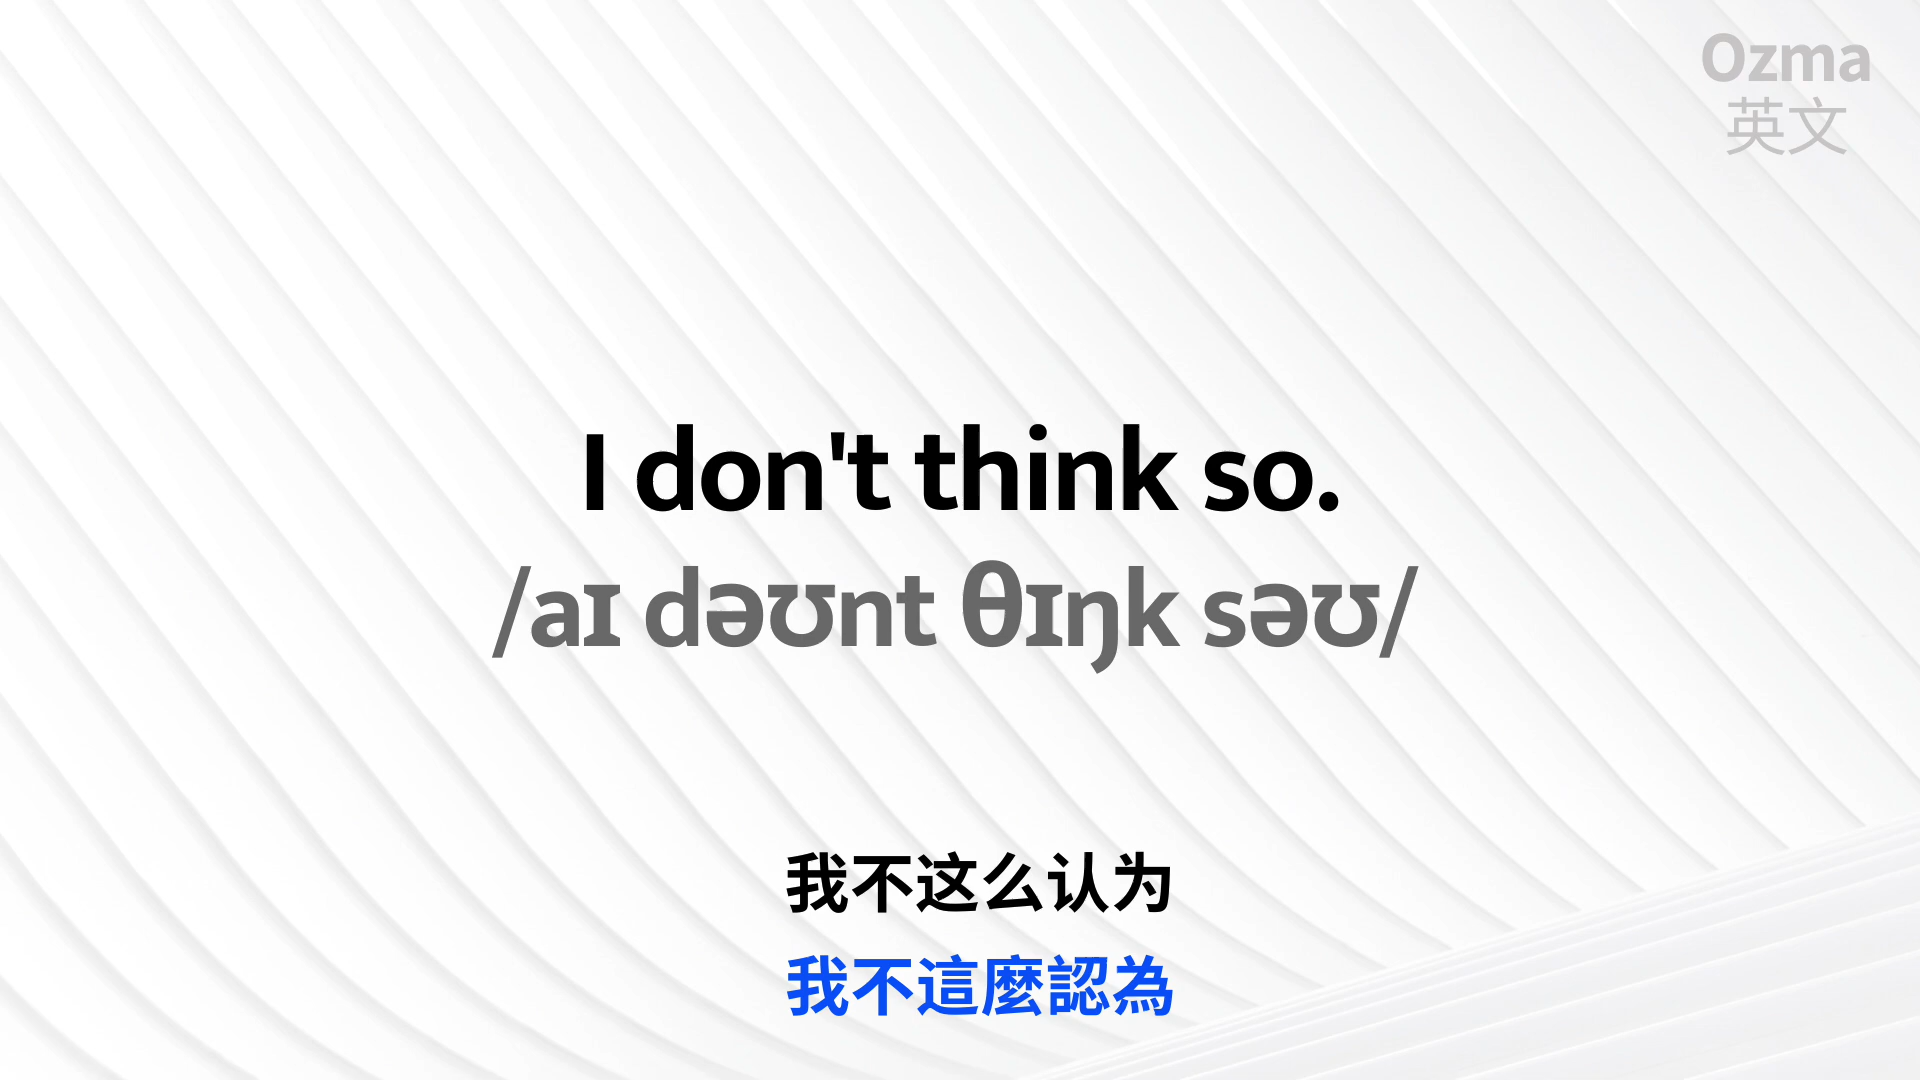 Ozma
英文
I don't think so.
/aɪ dəʊnt θɪŋk səʊ/
我不这么认为
我不這麼認為